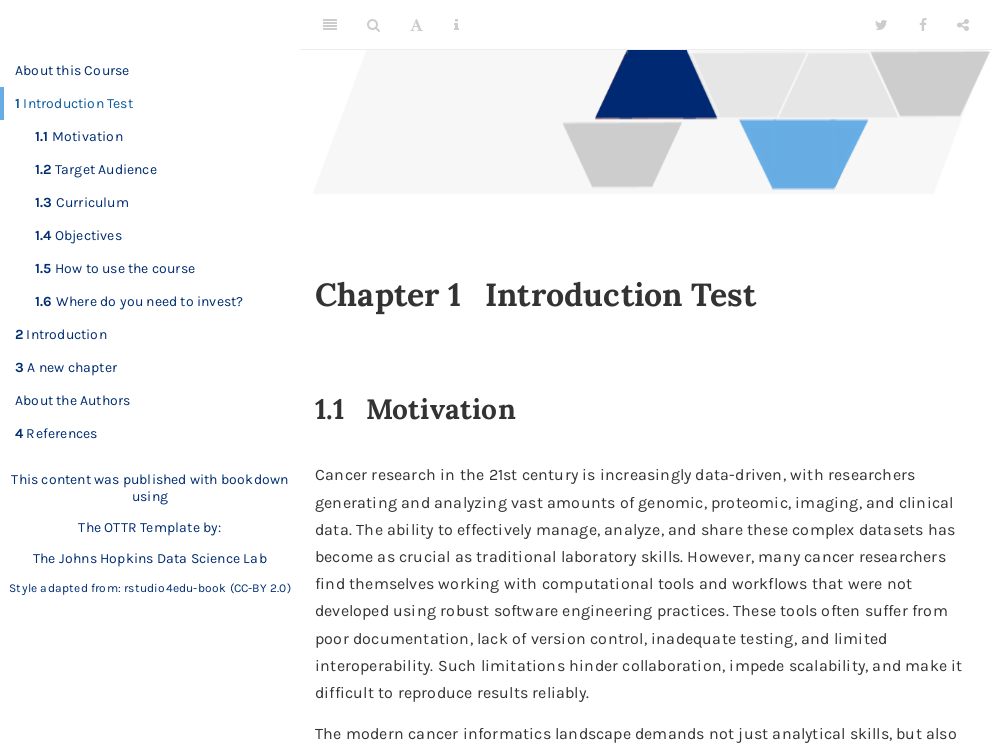 About this Course
1 Introduction Test
1.1 Motivation
1.2 Target Audience
1.3 Curriculum
1.4 Objectives
1.5 How to use the course
1.6 Where do you need to invest?
2 Introduction
3 A new chapter
About the Authors
4 References
This content was published with bookdown
using
The OTTR Template by:
The Johns Hopkins Data Science Lab
Style adapted from: rstudio4edu-book (CC-BY 2.0)
A
Chapter 1 Introduction Test
1.1 Motivation
Cancer research in the 21st century is increasingly data-driven, with researchers
generating and analyzing vast amounts of genomic, proteomic, imaging, and clinical
data. The ability to effectively manage, analyze, and share these complex datasets has
become as crucial as traditional laboratory skills. However, many cancer researchers
find themselves working with computational tools and workflows that were not
developed using robust software engineering practices. These tools often suffer from
poor documentation, lack of version control, inadequate testing, and limited
interoperability. Such limitations hinder collaboration, impede scalability, and make it
difficult to reproduce results reliably.
The modern cancer informatics landscape demands not just analytical skills, but also